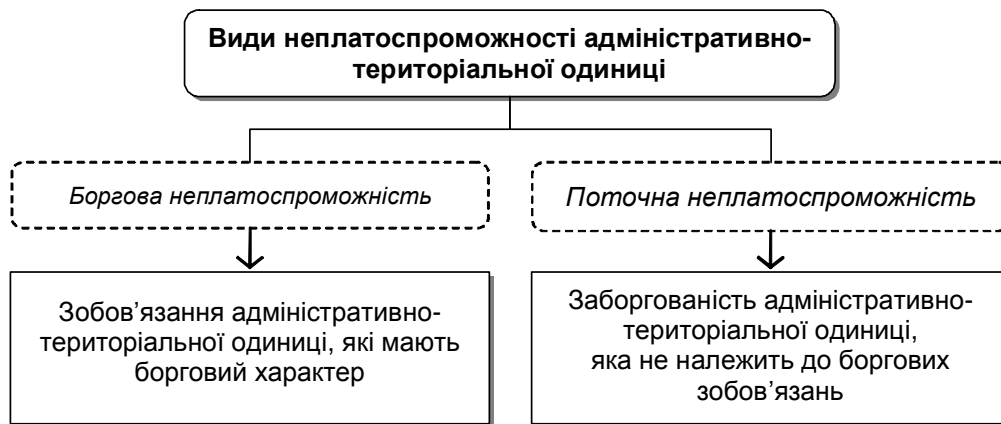 Види неплатоспроможності адміністративно-
територіальної одиниці
Боргова неплатоспроможність
Поточна неплатоспроможність
Зобов’язання адміністративно-
територіальної одиниці, які мають
борговий характер
Заборгованість адміністративно-
територіальної одиниці,
яка не належить до боргових
зобов’язань